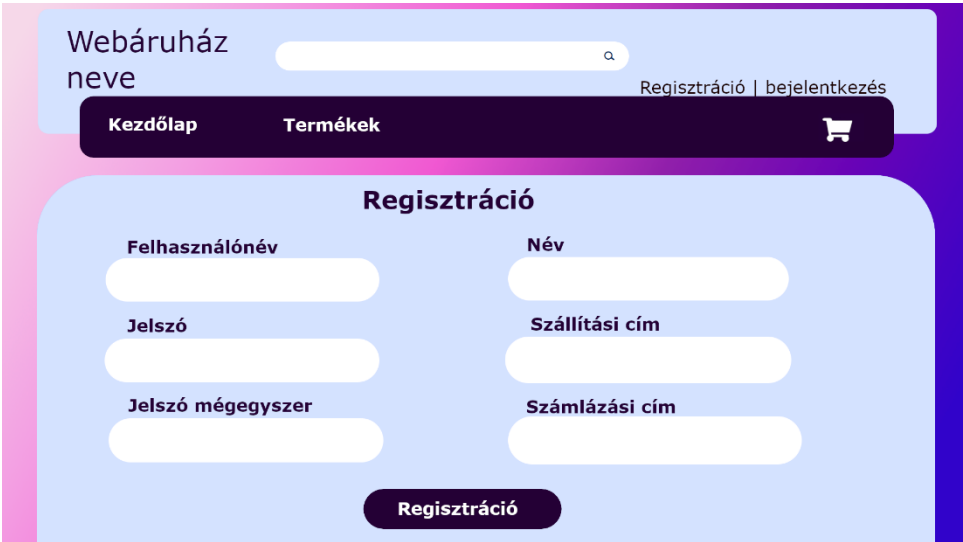 Webáruház
neve
Regisztráció | bejelentkezés
Kezdőlap Termékek
Regisztráció
Felhasználónév Név
Jelszó Szállítási cím
Jelszó mégegyszer Számlázási cím
Regisztráció